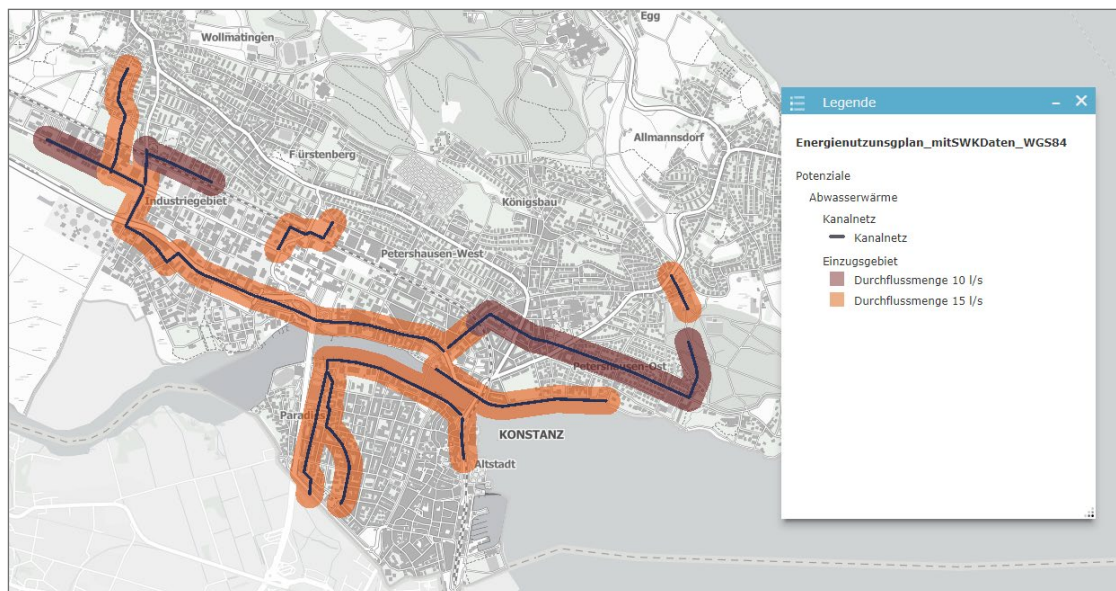 Egg
Wollmatingen
Allmannsdorf
Fürstenberg
Industriegebiet
Königsbau
Petershausen-West
Petershausen-Ost
Paradies
KONSTANZ
Altstadt
Legende
Energienutzunsgplan_mitSWKDaten_WGS84
Potenziale
Abwasserwärme
Kanalnetz
Kanalnetz
Einzugsgebiet
Durchflussmenge 10 l/s
Durchflussmenge 15 l/s